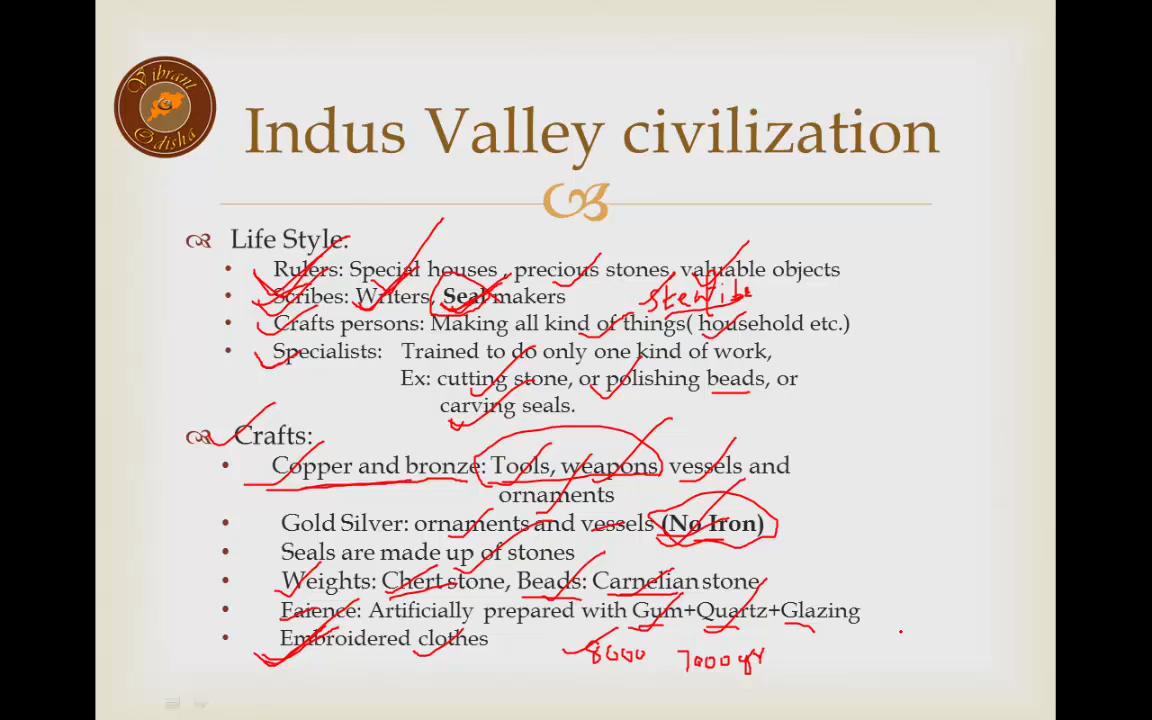 Vibrant
Odisha
Indus Valley civilization
Life Style:
• Rulers: Special houses , precious stones, valuable objects
• Scribes: Writers, Seal makers
• Crafts persons: Making all kind of things( household etc.)
• Specialists: Trained to do only one kind of work,
Ex: cutting stone, or polishing beads, or
carving seals.
Crafts:
• Copper and bronze: Tools, weapons, vessels and
ornaments
• Gold Silver: ornaments and vessels (No Iron)
• Seals are made up of stones
• Weights: Chert stone, Beads: Carnelian stone
• Faience: Artificially prepared with Gum+Quartz+Glazing
• Embroidered clothes
8000 7000 yr